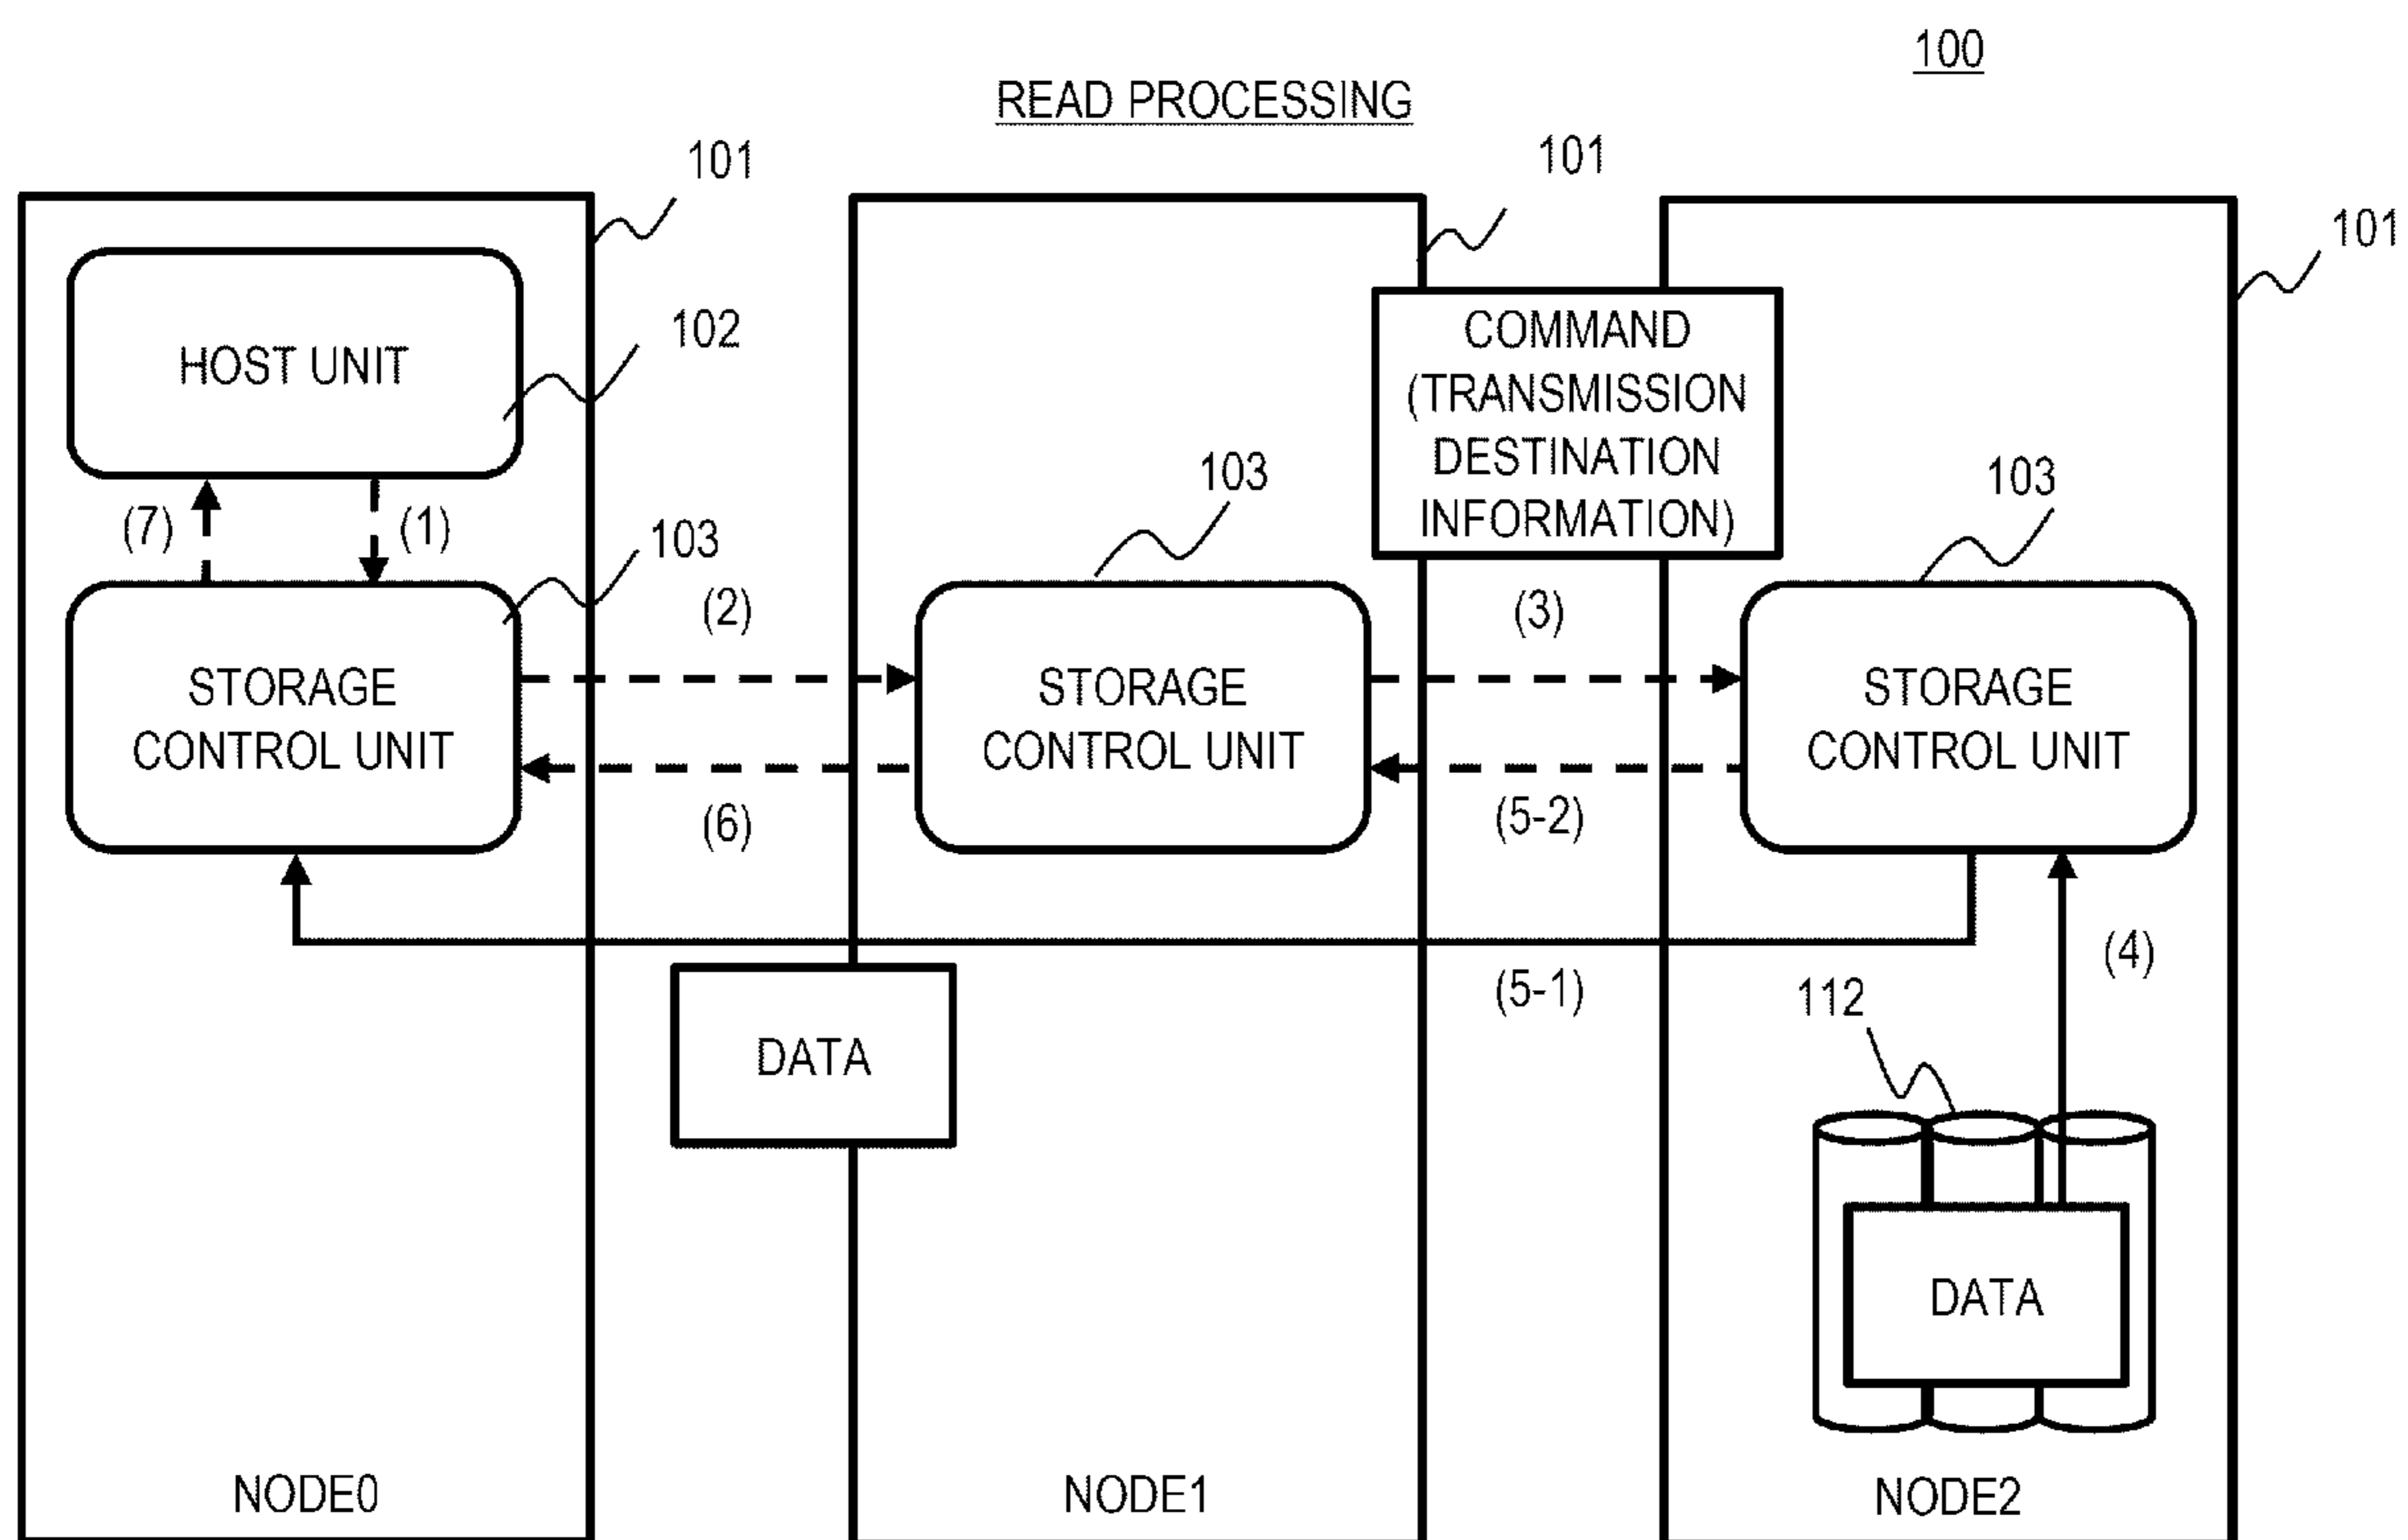 100
READ PROCESSING
101
101
101
HOST UNIT
102
COMMAND
(TRANSMISSION
DESTINATION
INFORMATION)
(7)
(1)
103
103
103
(2)
(3)
STORAGE
CONTROL UNIT
STORAGE
CONTROL UNIT
STORAGE
CONTROL UNIT
(6)
(5-2)
(5-1)
(4)
112
DATA
DATA
NODE0
NODE1
NODE2